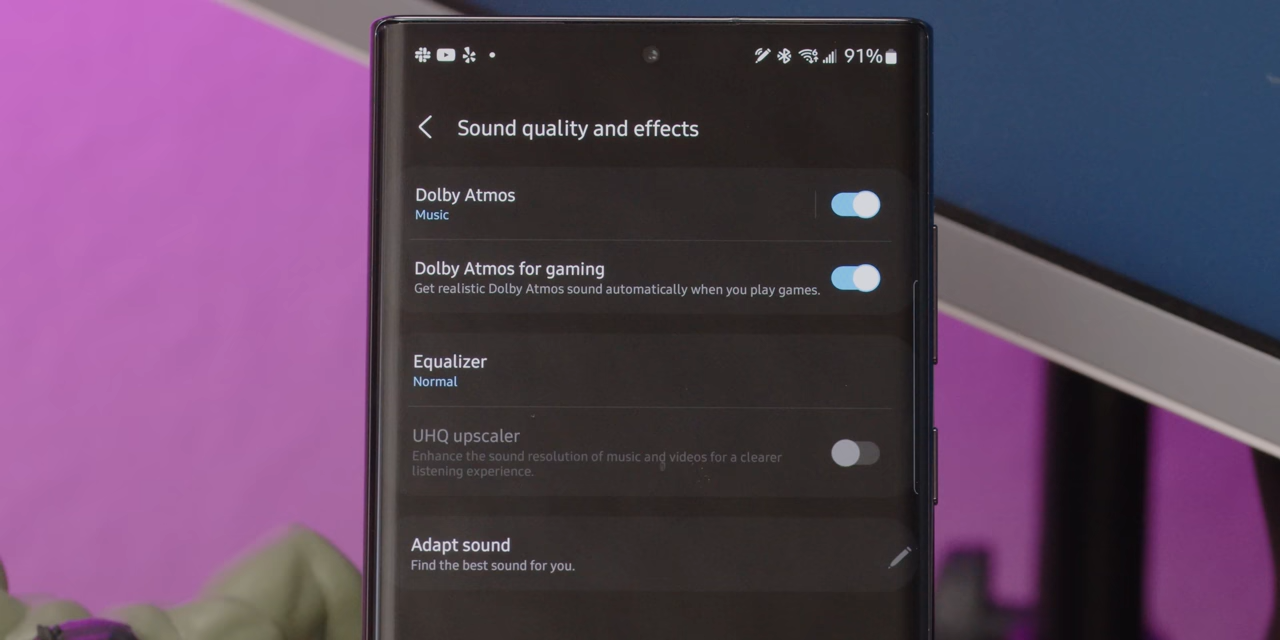 91%
Sound quality and effects
Dolby Atmos
Music
Dolby Atmos for gaming
Get realistic Dolby Atmos sound automatically when you play games.
Equalizer
Normal
UHQ upscaler
Enhance the sound resolution of music and videos for a clearer
listening experience.
Adapt sound
Find the best sound for you.